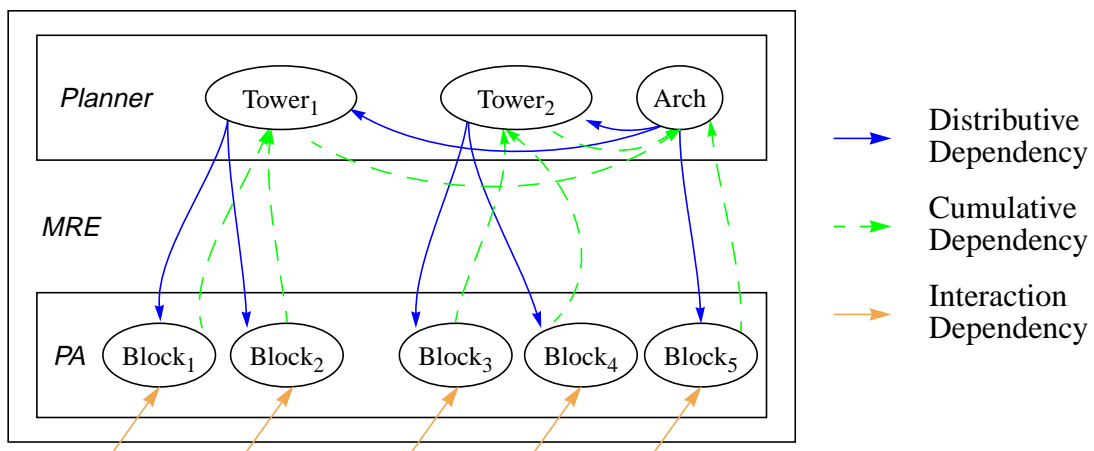 Planner
Tower1
Tower2
Arch
MRE
PA
Block1
Block2
Block3
Block4
Block5
Distributive
Dependency
Cumulative
Dependency
Interaction
Dependency